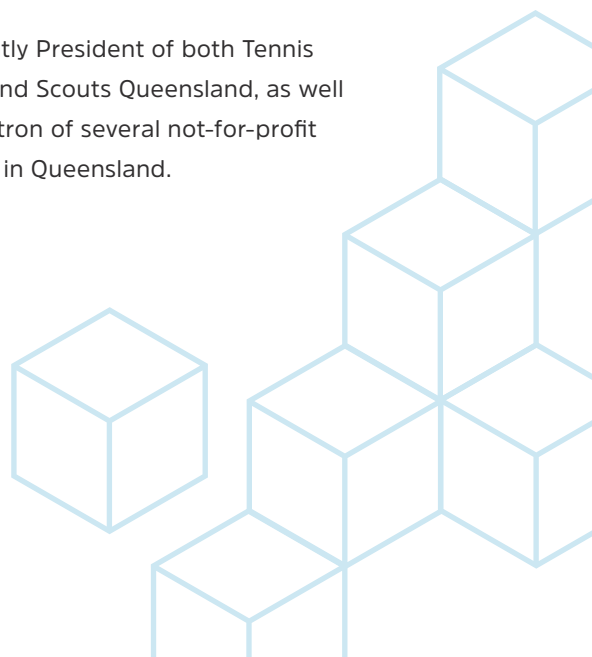 tly President of both Tennis
nd Scouts Queensland, as well
tron of several not-for-profit
in Queensland.